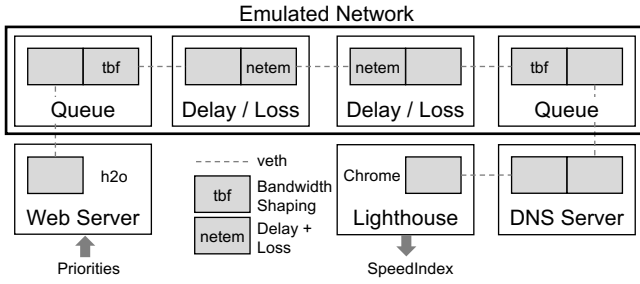 Emulated Network
tbf
netem
netem
tbf
Queue
Delay / Loss
Delay / Loss
Queue
h2o
Web Server
Priorities
veth
tbf
Bandwidth
Shaping
netem
Delay +
Loss
Chrome
Lighthouse
SpeedIndex
DNS Server